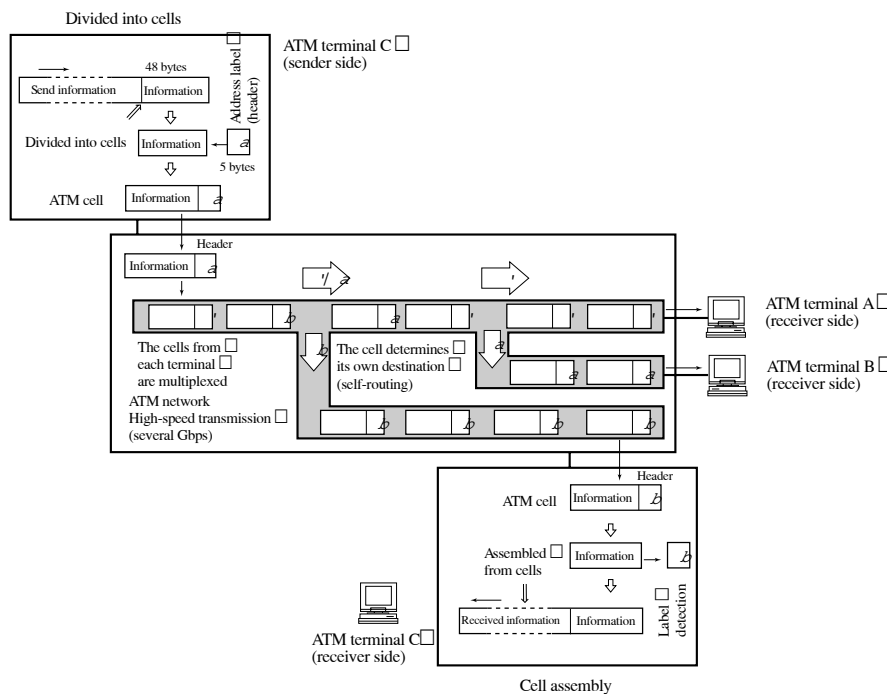 Divided into cells
ATM terminal C
(sender side)
48 bytes
Address label
(header)
Send information
Information
Divided into cells
Information
a
5 bytes
ATM cell
Information
a
Header
Information
a
a
b
a
b
a
a
a
b
b
b
b
The cells from
each terminal
are multiplexed
The cell determines
its own destination
(self-routing)
ATM network
High-speed transmission
(several Gbps)
ATM terminal A
(receiver side)
ATM terminal B
(receiver side)
Header
ATM cell
Information
b
Assembled
from cells
Information
b
Label
detection
Received information
Information
ATM terminal C
(receiver side)
Cell assembly